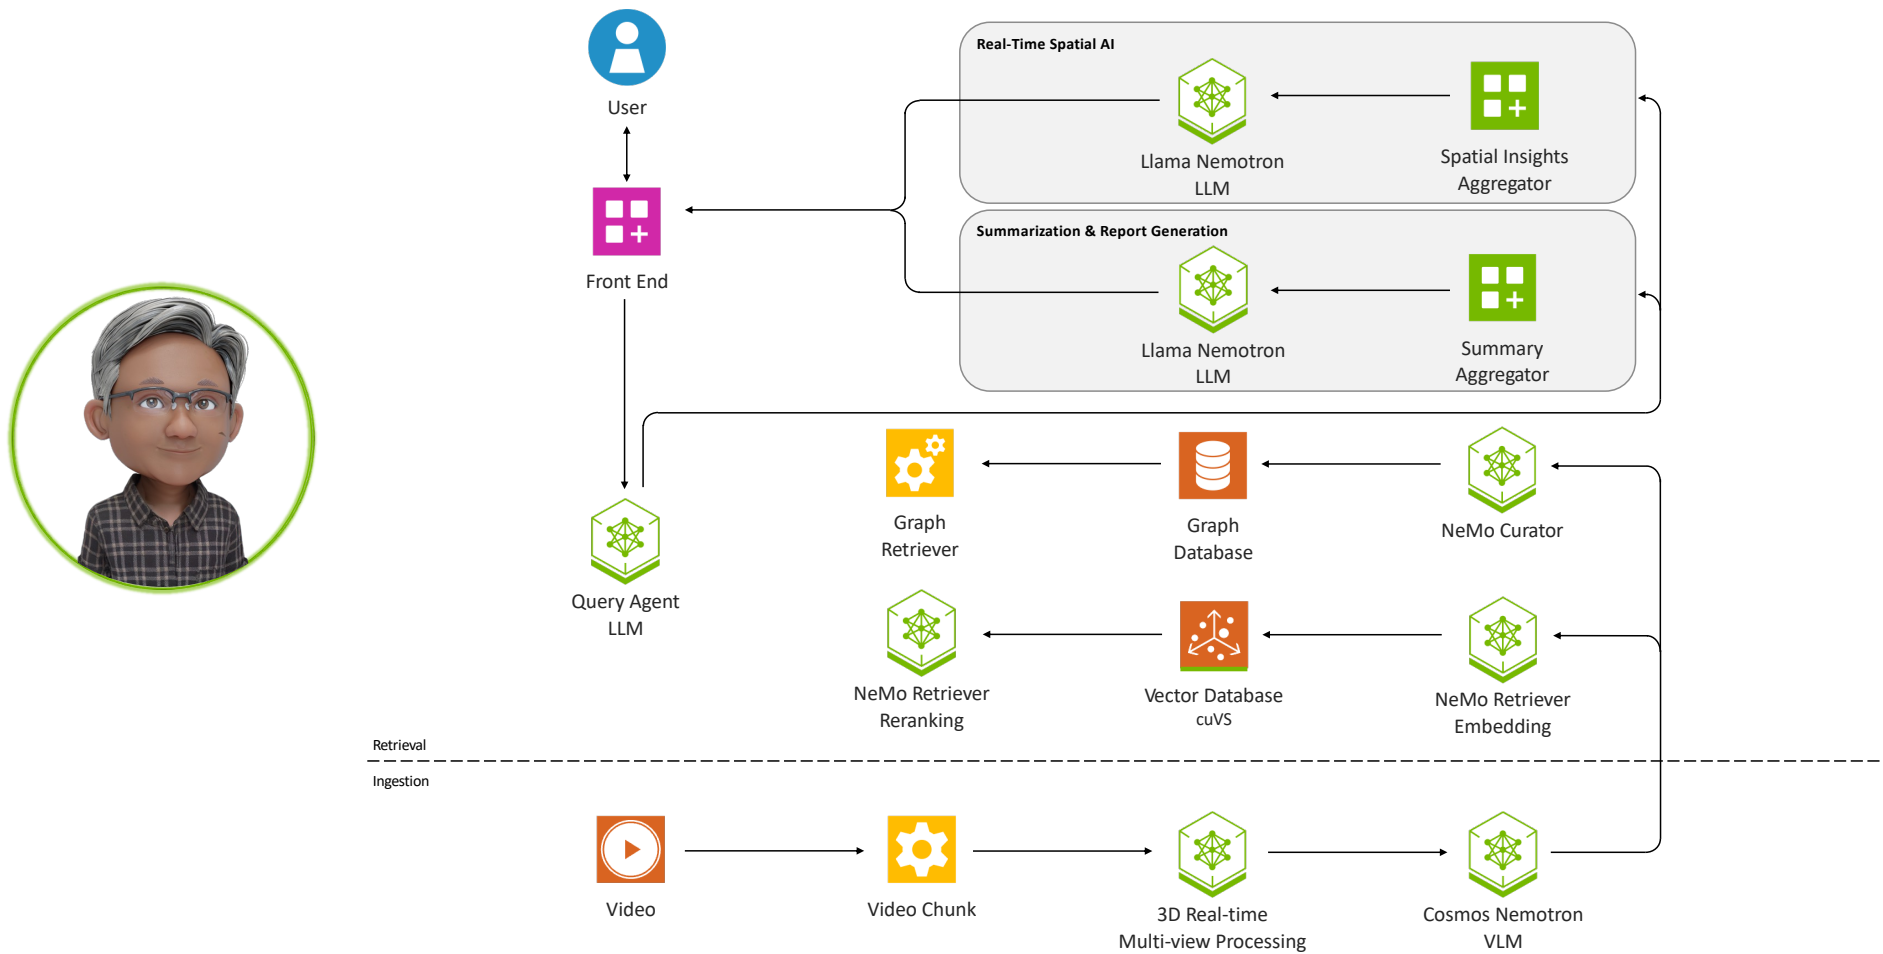 User
Front End
Real-Time Spatial AI
Llama Nemotron
LLM
Spatial Insights
Aggregator
Summarization & Report Generation
Llama Nemotron
LLM
Summary
Aggregator
Query Agent
LLM
Graph
Retriever
Graph
Database
NeMo Curator
NeMo Retriever
Reranking
Vector Database
cuVS
NeMo Retriever
Embedding
Retrieval
Ingestion
Video
Video Chunk
3D Real-time
Multi-view Processing
Cosmos Nemotron
VLM